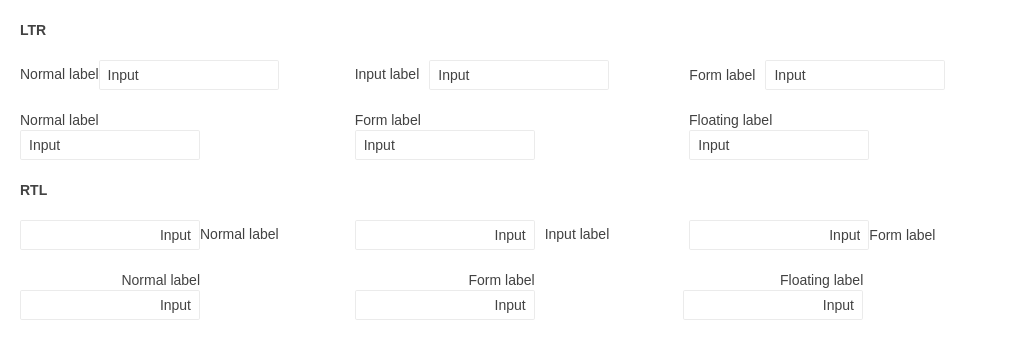 LTR
Normal label Input Input label Input Form label Input
Normal label Form label Floating label
Input Input Input
RTL
Input Normal label Input Input label Input Form label
Normal label Form label Floating label
Input Input Input